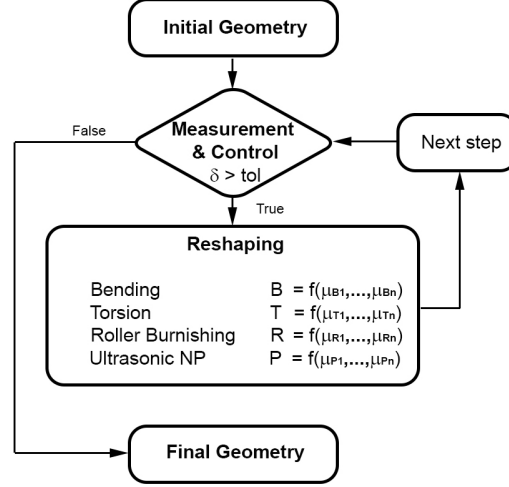 Initial Geometry
False
Measurement
& Control
δ > tol
Next step
True
Reshaping
Bending B = f(μB1,...,μBn)
Torsion T = f(μT1,...,μTn)
Roller Burnishing R = f(μR1,...,μRn)
Ultrasonic NP P = f(μP1,...,μPn)
Final Geometry